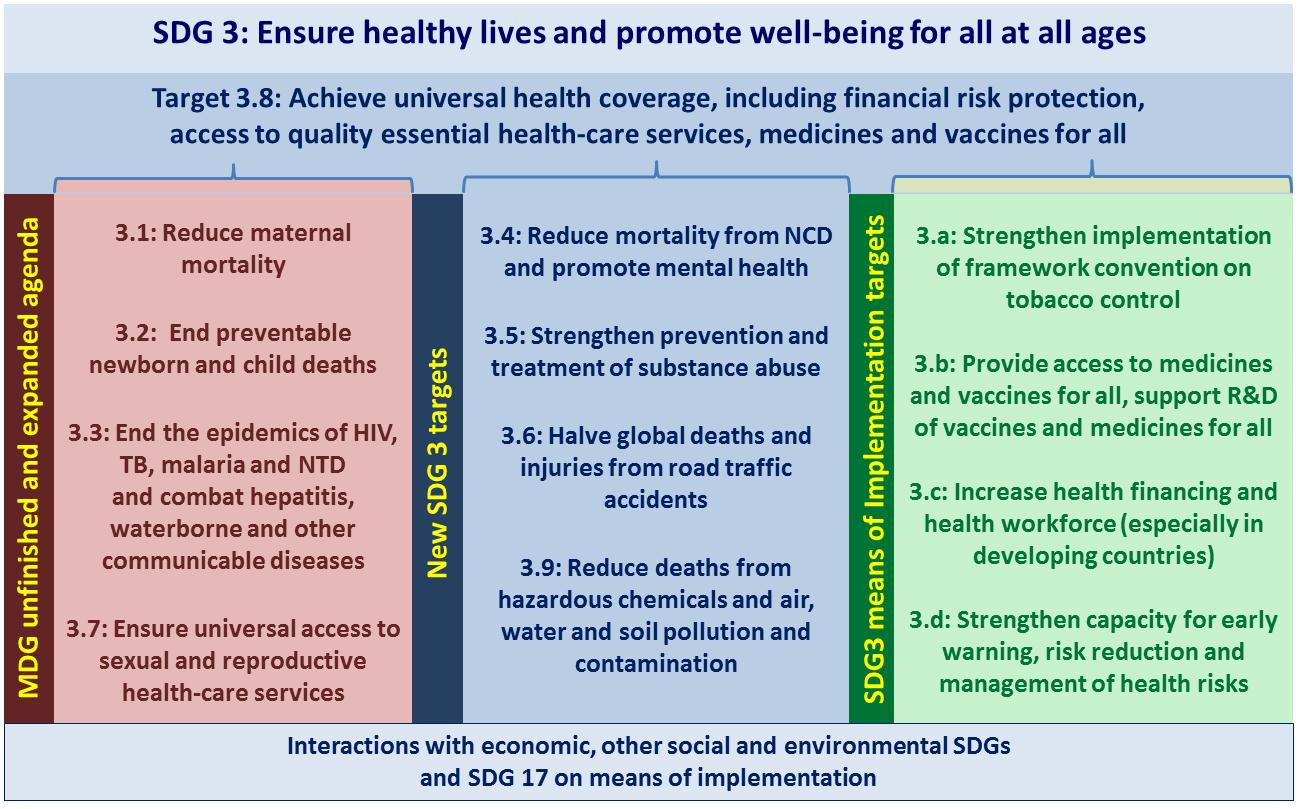 SDG 3: Ensure healthy lives and promote well-being for all at all ages
Target 3.8: Achieve universal health coverage, including financial risk protection,
access to quality essential health-care services, medicines and vaccines for all
MDG unfinished and expanded agenda
3.1: Reduce maternal
mortality
3.2: End preventable
newborn and child deaths
3.3: End the epidemics of HIV,
TB, malaria and NTD
and combat hepatitis,
waterborne and other
communicable diseases
3.7: Ensure universal access to
sexual and reproductive
health-care services
New SDG 3 targets
3.4: Reduce mortality from NCD
and promote mental health
3.5: Strengthen prevention and
treatment of substance abuse
3.6: Halve global deaths and
injuries from road traffic
accidents
3.9: Reduce deaths from
hazardous chemicals and air,
water and soil pollution and
contamination
SDG3 means of Implementation targets
3.a: Strengthen implementation
of framework convention on
tobacco control
3.b: Provide access to medicines
and vaccines for all, support R&D
of vaccines and medicines for all
3.c: Increase health financing and
health workforce (especially in
developing countries)
3.d: Strengthen capacity for early
warning, risk reduction and
management of health risks
Interactions with economic, other social and environmental SDGs
and SDG 17 on means of implementation